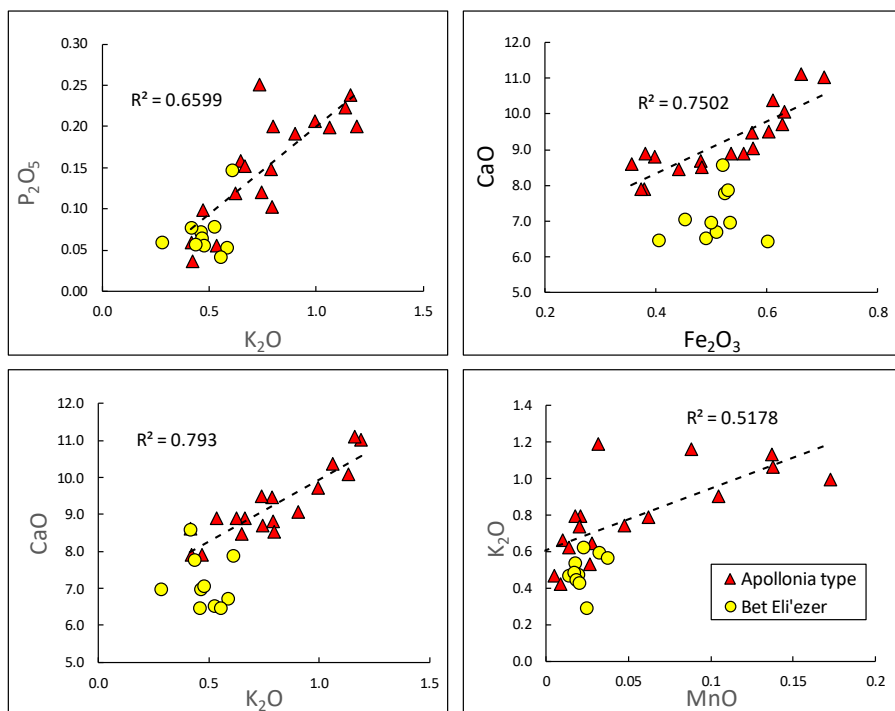 0.30
0.25
0.20
0.15
0.10
0.05
0.00
P₂O₅
R² = 0.6599
0.0 0.5 1.0 1.5
K₂O
12.0
11.0
10.0
9.0
8.0
7.0
6.0
5.0
CaO
R² = 0.7502
0.2 0.4 0.6 0.8
Fe₂O₃
12.0
11.0
10.0
9.0
8.0
7.0
6.0
5.0
CaO
R² = 0.793
0.0 0.5 1.0 1.5
K₂O
1.4
1.2
1.0
0.8
0.6
0.4
0.2
0.0
K₂O
R² = 0.5178
Apollonia type
Bet Eli'ezer
0 0.05 0.1 0.15 0.2
MnO